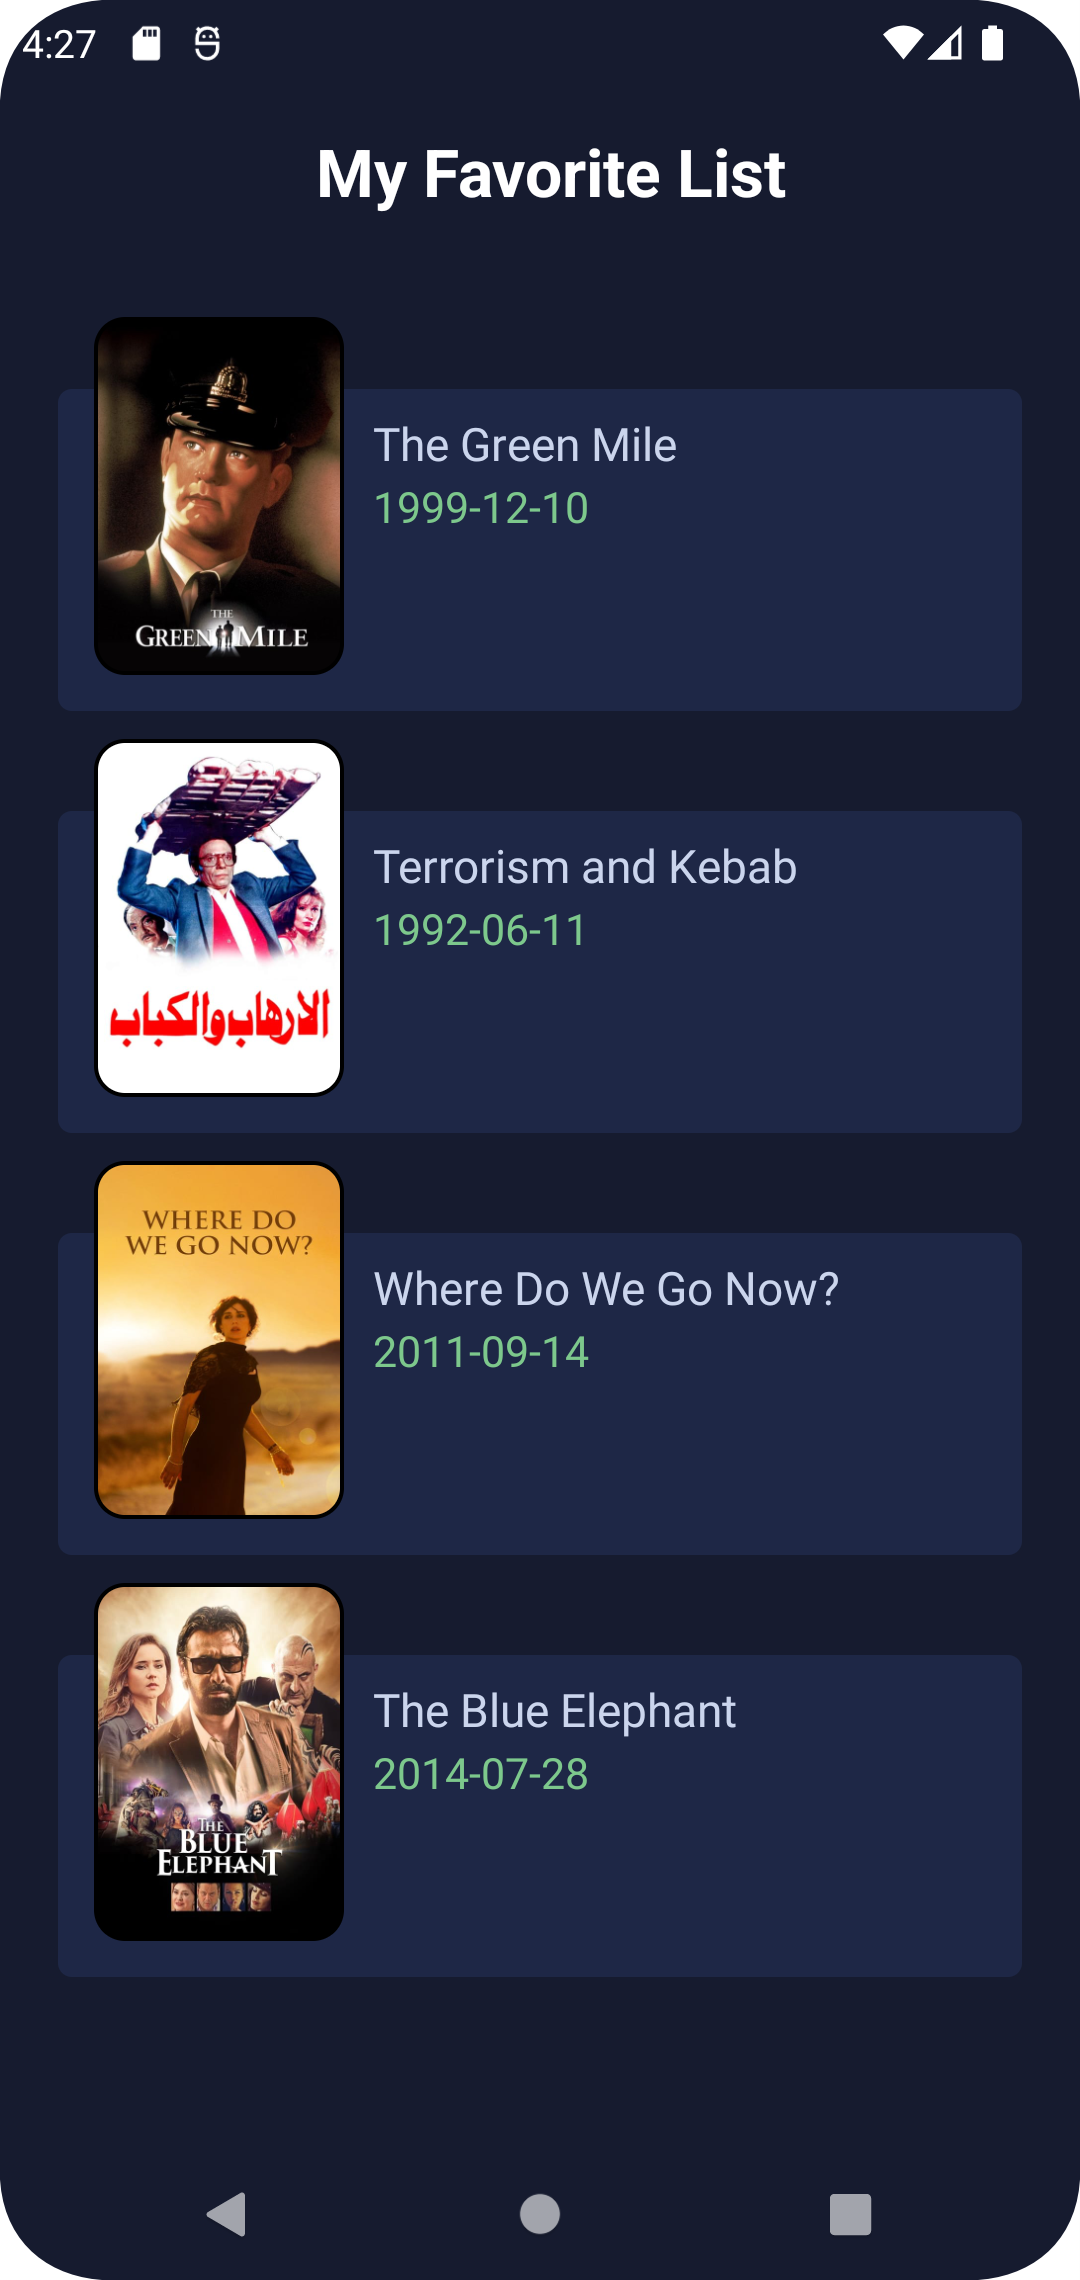 4:27
My Favorite List
THE
GREEN MILE
The Green Mile
1999-12-10
الارهاب والكباب
Terrorism and Kebab
1992-06-11
WHERE DO
WE GO NOW?
Where Do We Go Now?
2011-09-14
THE
BLUE
ELEPHANT
The Blue Elephant
2014-07-28